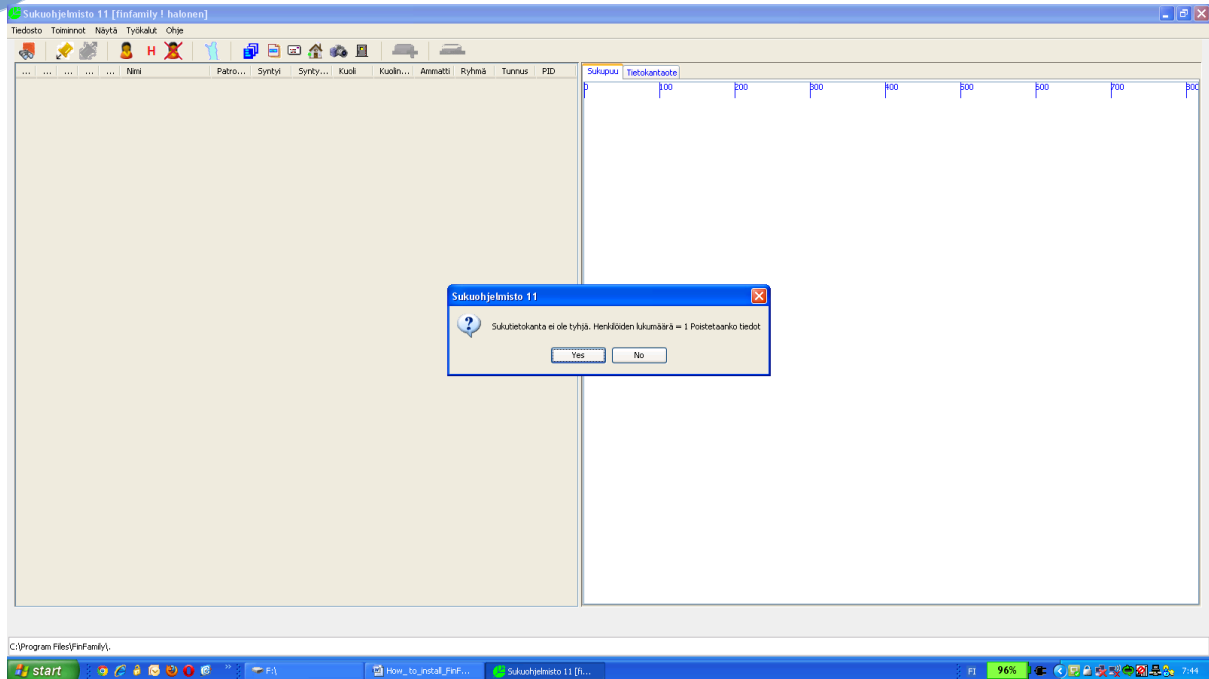 Sukuohjelmisto 11 [finfamily ! halonen]
Tiedosto Toiminnot Näytä Työkalut Ohje
H
... ... ... ... ... Nimi Patro... Syntyi Synty... Kuoli Kuolin... Ammatti Ryhmä Tunnus PID
Sukupuu Tietokantaote
0 100 200 300 400 500 600 700 800
Sukuohjelmisto 11
Sukutietokanta ei ole tyhjä. Henkilöiden lukumäärä = 1 Poistetaanko tiedot
Yes No
C:\Program Files\FinFamily\.
start F:\ How_to_install_FinF... Sukuohjelmisto 11 [fi... FI 96% 7:44